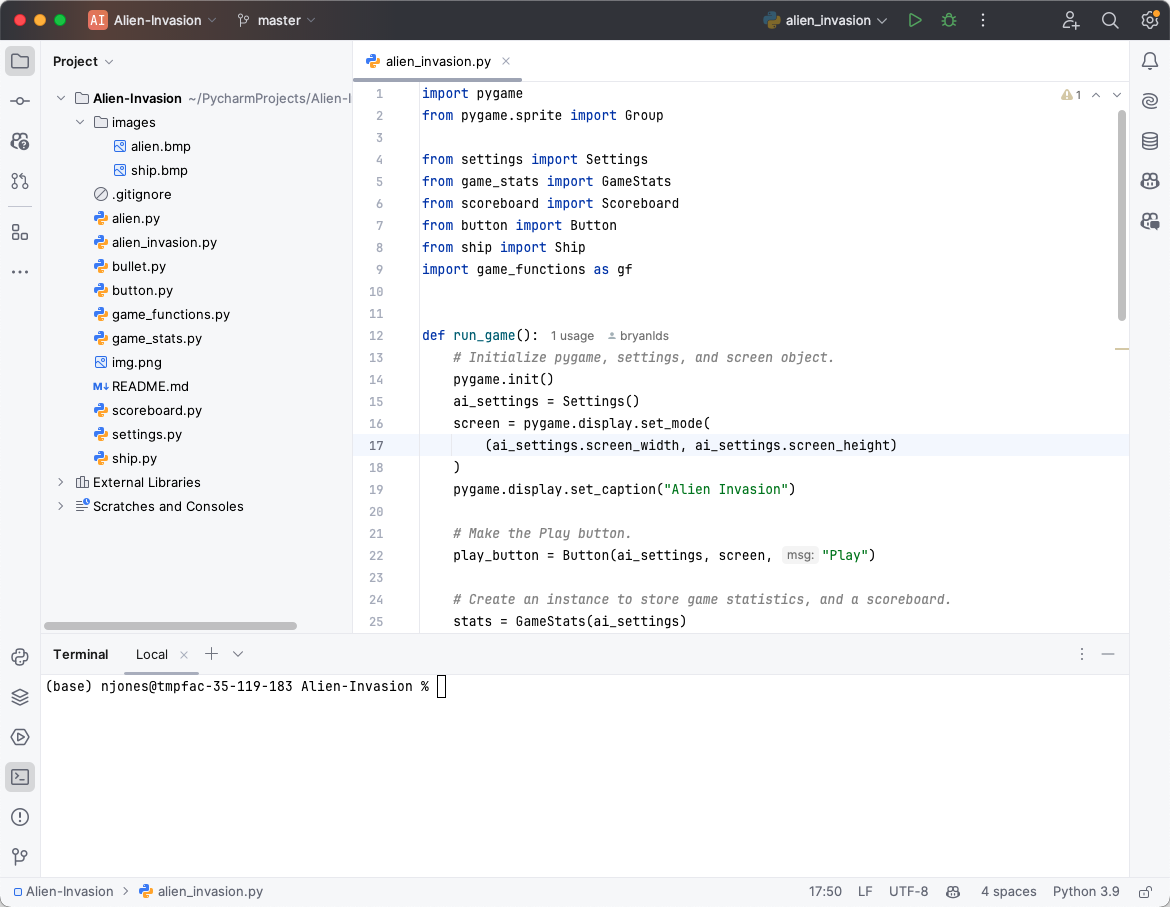 AI Alien-Invasion master alien_invasion
Project
alien_invasion.py
Alien-Invasion ~/PycharmProjects/Alien-I
images
alien.bmp
ship.bmp
.gitignore
alien.py
alien_invasion.py
bullet.py
button.py
game_functions.py
game_stats.py
img.png
M↓ README.md
scoreboard.py
settings.py
ship.py
External Libraries
Scratches and Consoles
1
1 import pygame
2 from pygame.sprite import Group
3
4 from settings import Settings
5 from game_stats import GameStats
6 from scoreboard import Scoreboard
7 from button import Button
8 from ship import Ship
9 import game_functions as gf
10
11
12 def run_game(): 1 usage bryanlds
13 # Initialize pygame, settings, and screen object.
14 pygame.init()
15 ai_settings = Settings()
16 screen = pygame.display.set_mode(
17 (ai_settings.screen_width, ai_settings.screen_height)
18 )
19 pygame.display.set_caption("Alien Invasion")
20
21 # Make the Play button.
22 play_button = Button(ai_settings, screen, msg: "Play")
23
24 # Create an instance to store game statistics, and a scoreboard.
25 stats = GameStats(ai_settings)
Terminal Local
(base) njones@tmpfac-35-119-183 Alien-Invasion %
Alien-Invasion > alien_invasion.py 17:50 LF UTF-8 4 spaces Python 3.9